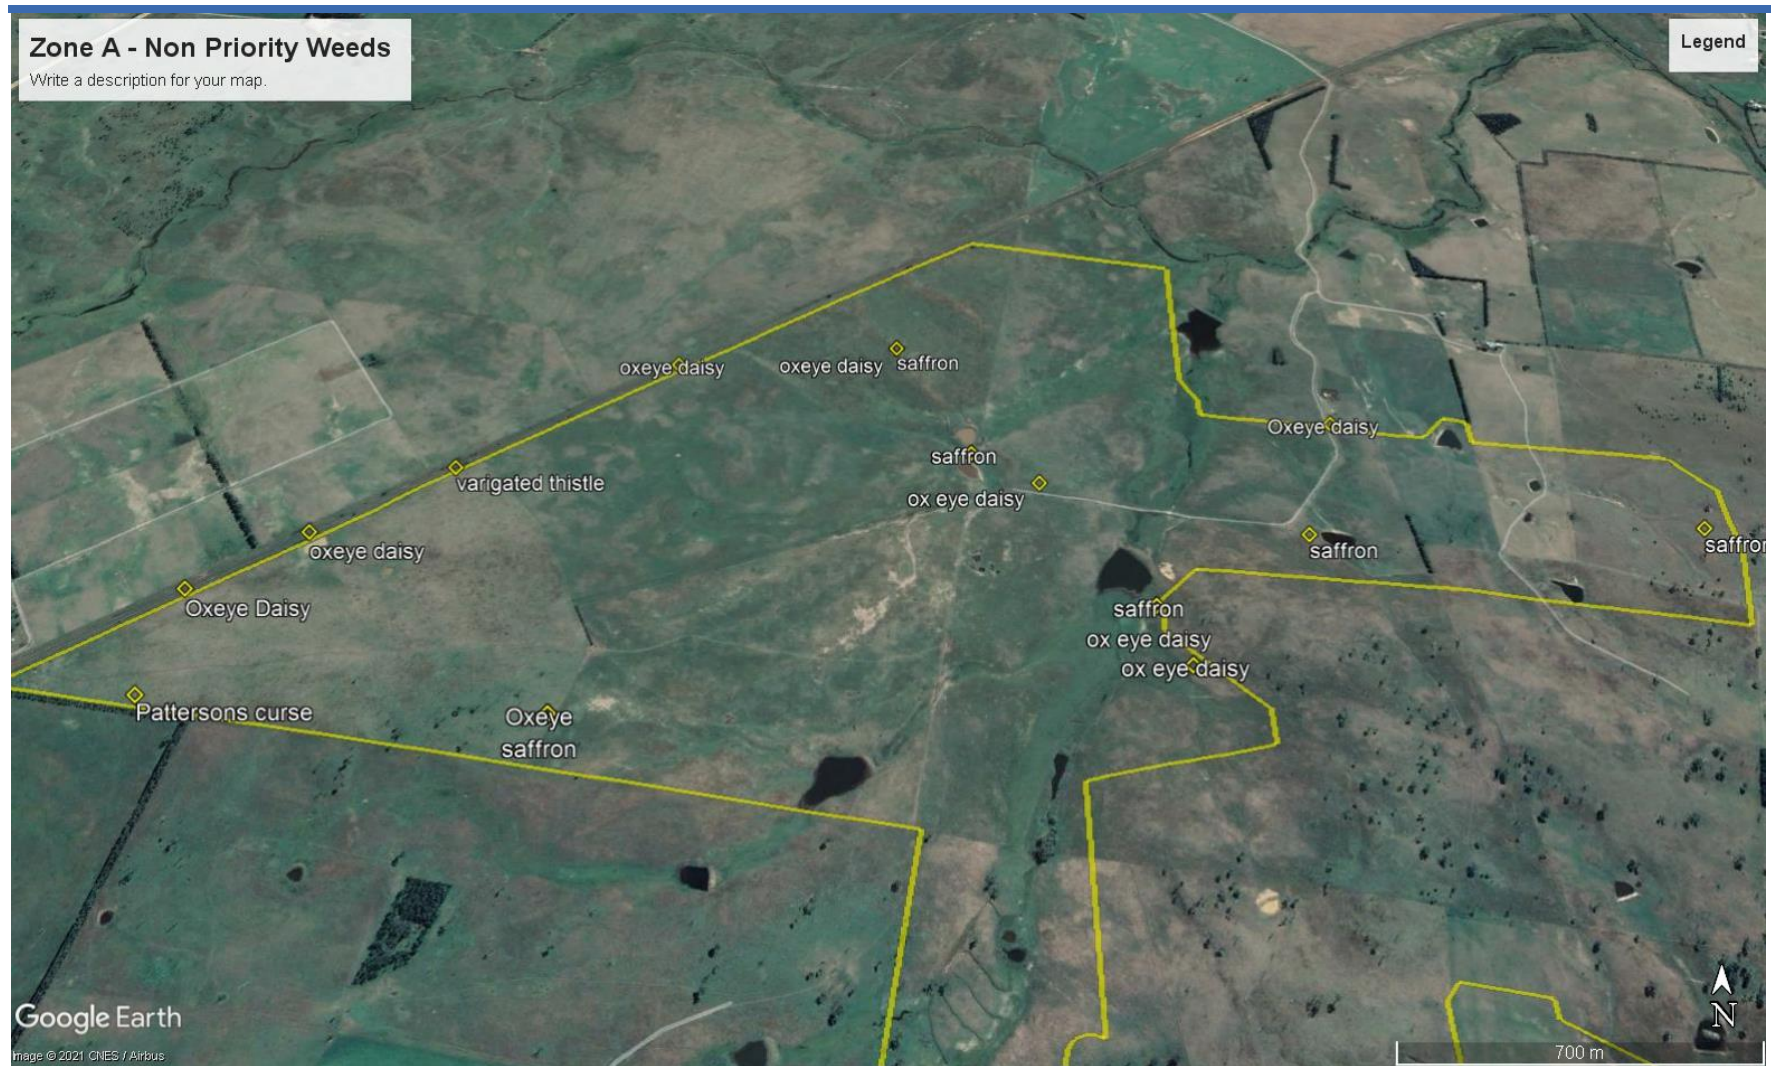 Zone A - Non Priority Weeds
Write a description for your map.
Legend
oxeye daisy
oxeye daisy
saffron
Oxeye daisy
saffron
varigated thistle
ox eye daisy
oxeye daisy
saffron
saffron
Oxeye Daisy
saffron
ox eye daisy
ox eye daisy
Pattersons curse
Oxeye
saffron
N
Google Earth
Image © 2021 CNES / Airbus
700 m